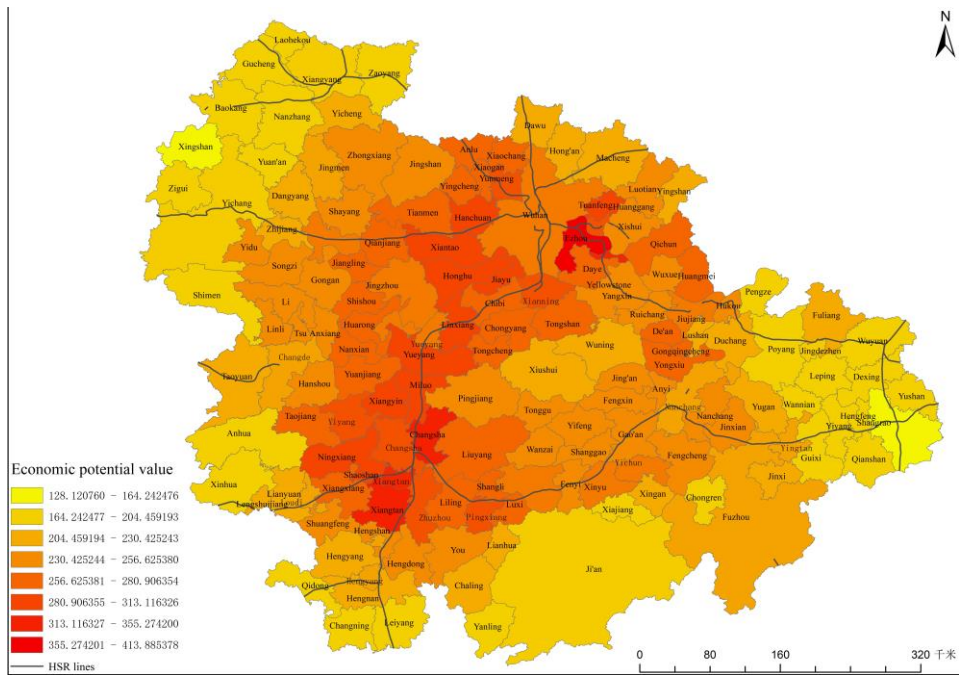 N
Laohekou
Gucheng
Xiangyang
Zaoyang
Baokang
Nanzhang
Yicheng
Dawu
Xingshan
Hong'an
Macheng
Zhongxiang
Anlu
Xiaochang
Yuan'an
Jingmen
Jingshan
Xiaogan
Yunmeng
Luotian
Yingshan
Zigui
Dangyang
Yingcheng
Yichang
Shayang
Tianmen
Hanchuan
Wuhan
Tuanfeng
Huanggang
Xishui
Zhijiang
Qianjiang
Xiantao
Qichun
Yidu
Songzi
Jiangling
Honghu
Jiayu
Daye
Wuxue
Huangmei
Gongan
Jingzhou
Yellowstone
Shimen
Li
Shishou
Chibi
Xianning
Yangxin
Pengze
Linli
Tsu
Anxiang
Huarong
Linxiang
Chongyang
Tongshan
Ruichang
Jiujiang
Fuliang
Changde
Nanxian
Yueyang
Yueyang
Tongcheng
Wuning
De'an
Lushan
Duchang
Wuyuan
Taoyuan
Hanshou
Yuanjiang
Miluo
Xiushui
Gongqingcheng
Yongxiu
Poyang
Jingdezhen
Leping
Dexing
Taojiang
Yiyang
Xiangyin
Pingjiang
Tonggu
Jing'an
Fengxin
Anyi
Nanchang
Nanchang
Yugan
Wannian
Yushan
Anhua
Changsha
Changsha
Yifeng
Gao'an
Jinxian
Hengfeng
Yiyang
Ningxiang
Liuyang
Wanzai
Shanggao
Yichun
Fengcheng
Yingtan
Guixi
Qianshan
Xinhua
Shaoshan
Xiangtan
Lianyuan
Xiangxiang
Shangli
Fenyi
Xinyu
Jinxi
Lengshuijiang
Xiangtan
Liling
Luxi
Xingan
Chongren
Shuangfeng
Zhuzhou
Pingxiang
Xiajiang
Fuzhou
Hengshan
Hengyang
Hengdong
You
Lianhua
Ji'an
Qidong
Hengnan
Chaling
Changning
Leiyang
Yanling
Economic potential value
128.120760 - 164.242476
164.242477 - 204.459193
204.459194 - 230.425243
230.425244 - 256.625380
256.625381 - 280.906354
280.906355 - 313.116326
313.116327 - 355.274200
355.274201 - 413.885378
HSR lines
0 40 80 160 240 320 千米